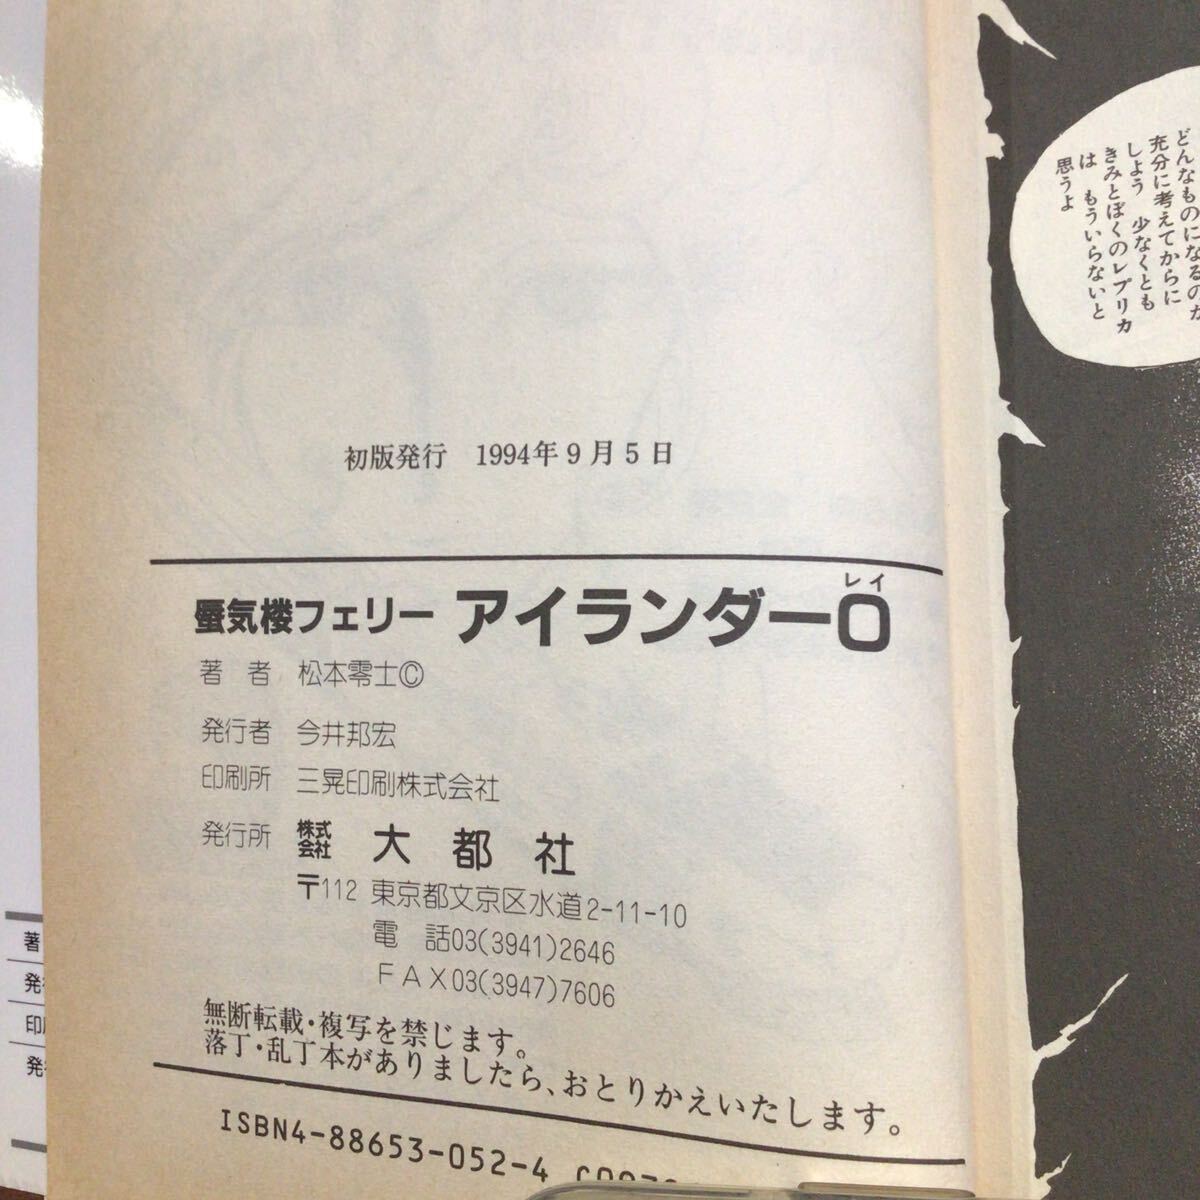 どんなものになるのか
充分に考えてからに
しよう 少なくとも
きみとぼくのレプリカ
は もういらないと
思うよ
初版発行 1994年9月5日
レイ
蜃気楼フェリー アイランダー0
著者 松本零士©
発行者 今井邦宏
印刷所 三晃印刷株式会社
発行所 株式会社 大都社
〒112 東京都文京区水道2-11-10
電話03(3941)2646
FAX03(3947)7606
無断転載・複写を禁じます。
落丁・乱丁本がありましたら、おとりかえいたします。
ISBN4-88653-052-4
著
発
印
発